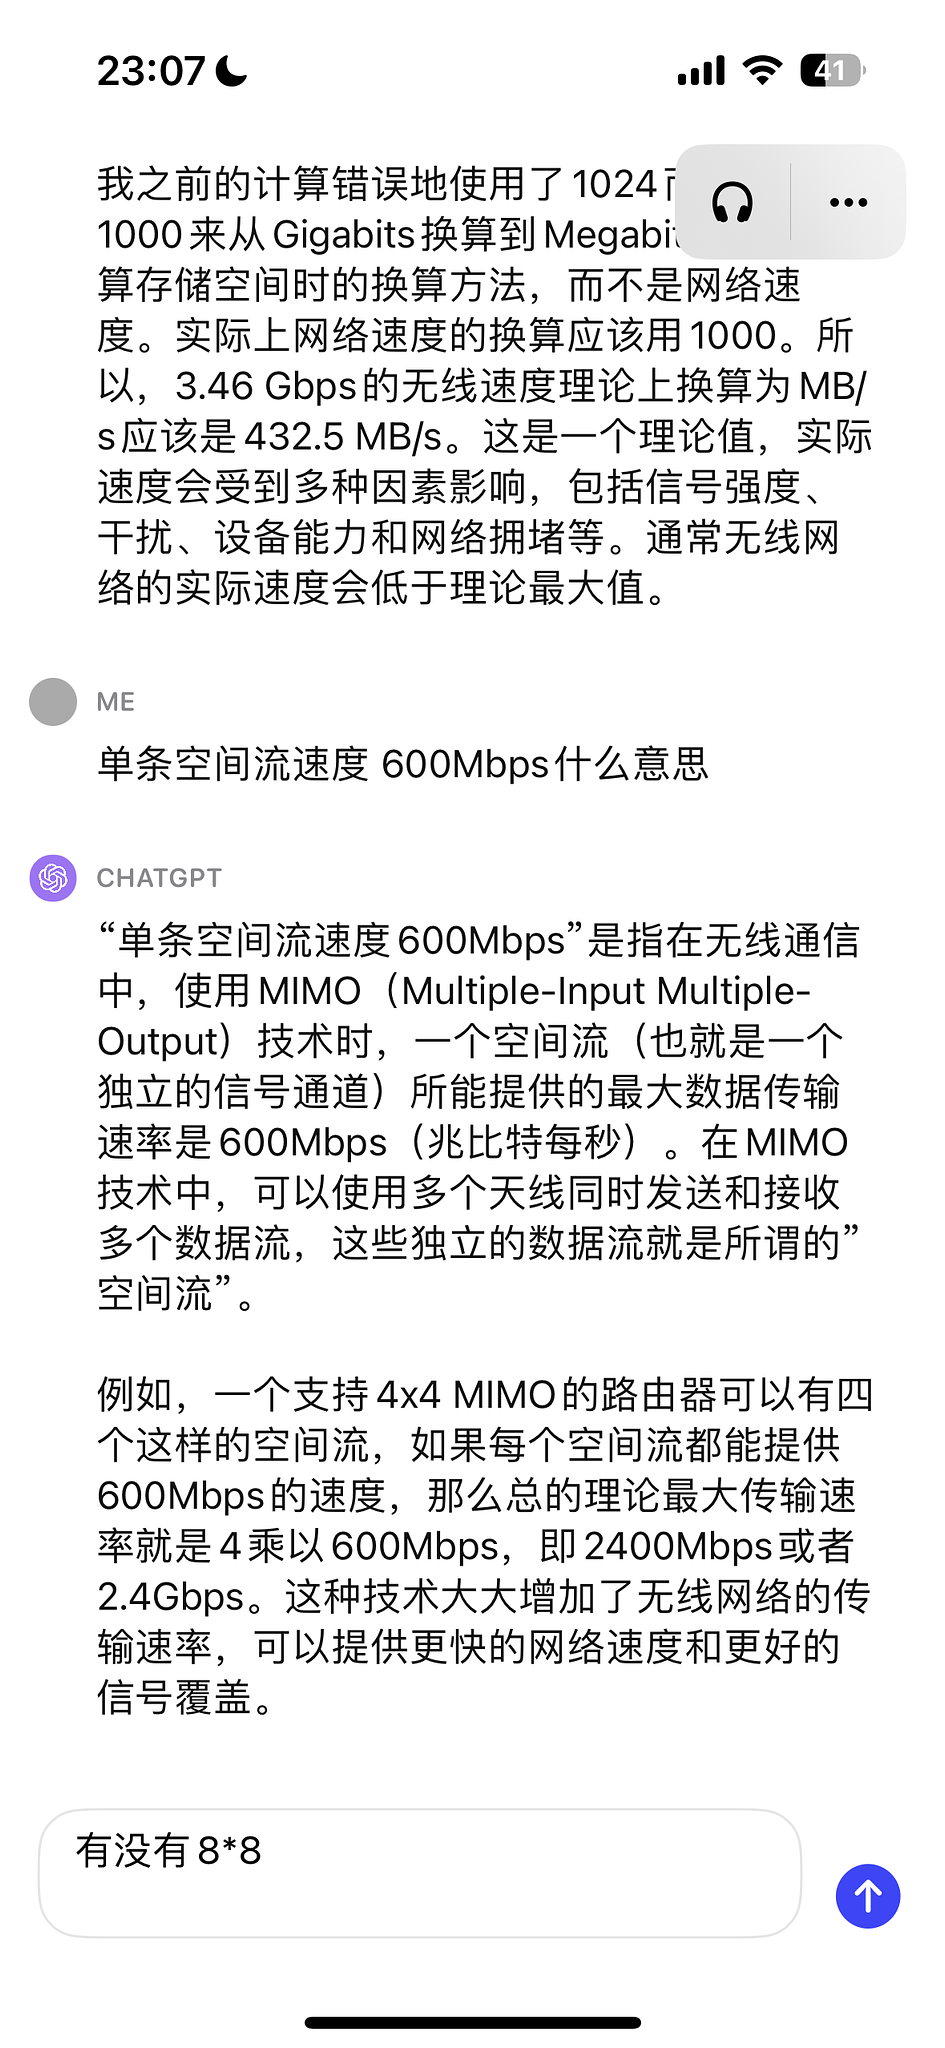 23:07
41
我之前的计算错误地使用了1024
1000来从Gigabits换算到
算存储空间时的换算方法，而不是网络速
度。实际上网络速度的换算应该用1000。所
以，3.46 Gbps的无线速度理论上换算为MB/
s应该是432.5 MB/s。这是一个理论值，实际
速度会受到多种因素影响，包括信号强度、
干扰、设备能力和网络拥堵等。通常无线网
络的实际速度会低于理论最大值。
ME
单条空间流速度 600Mbps什么意思
CHATGPT
“单条空间流速度600Mbps”是指在无线通信
中，使用MIMO（Multiple-Input Multiple-
Output）技术时，一个空间流（也就是一个
独立的信号通道）所能提供的最大数据传输
速率是600Mbps（兆比特每秒）。在MIMO
技术中，可以使用多个天线同时发送和接收
多个数据流，这些独立的数据流就是所谓的”
空间流”。
例如，一个支持4x4 MIMO的路由器可以有四
个这样的空间流，如果每个空间流都能提供
600Mbps的速度，那么总的理论最大传输速
率就是4乘以600Mbps，即2400Mbps或者
2.4Gbps。这种技术大大增加了无线网络的传
输速率，可以提供更快的网络速度和更好的
信号覆盖。
有没有8*8